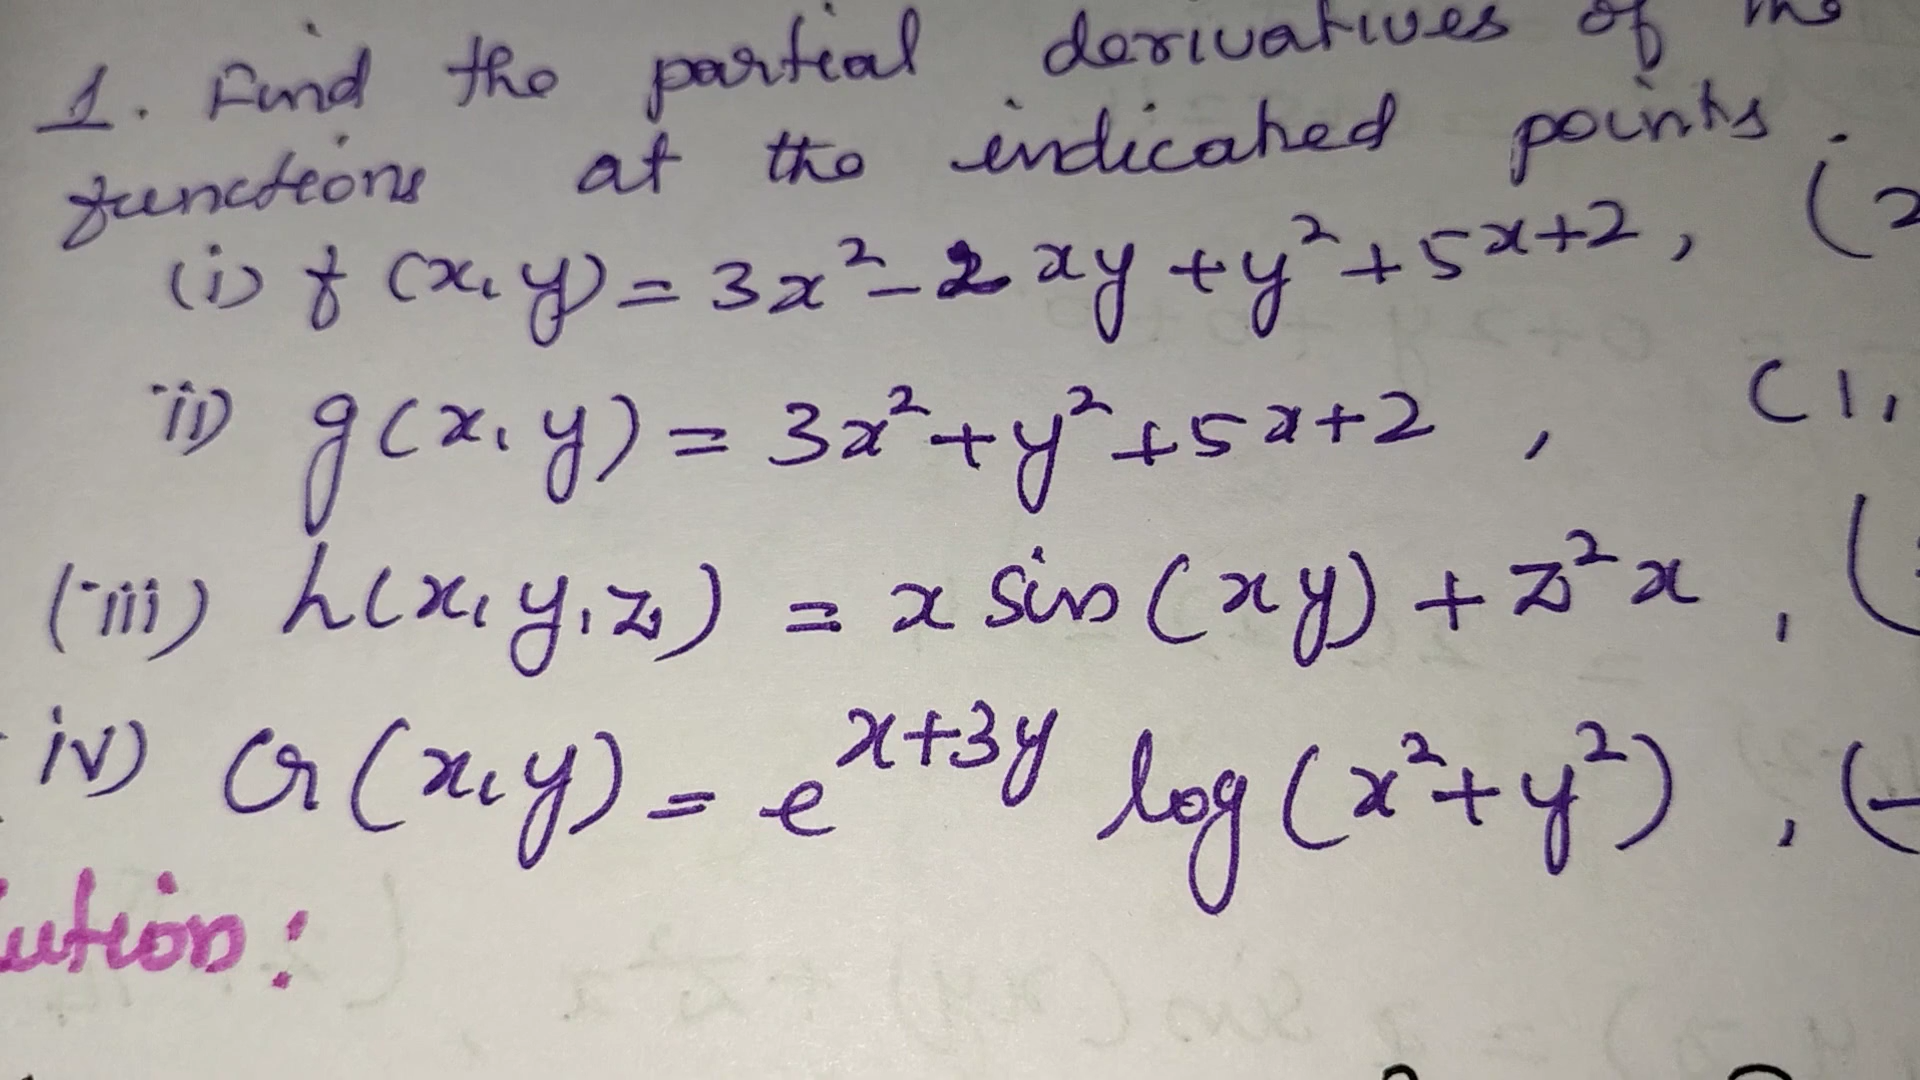 1. Find the partial derivatives of the
functions at the indicated points.
(i) f(x, y) = 3x² - 2xy + y² + 5x + 2, (2
ii) g(x, y) = 3x² + y² + 5x + 2, (1,
(iii) h(x, y, z) = x sin(xy) + z²x, (
iv) G(x, y) = e^{x+3y} log(x² + y²), (-
ution: